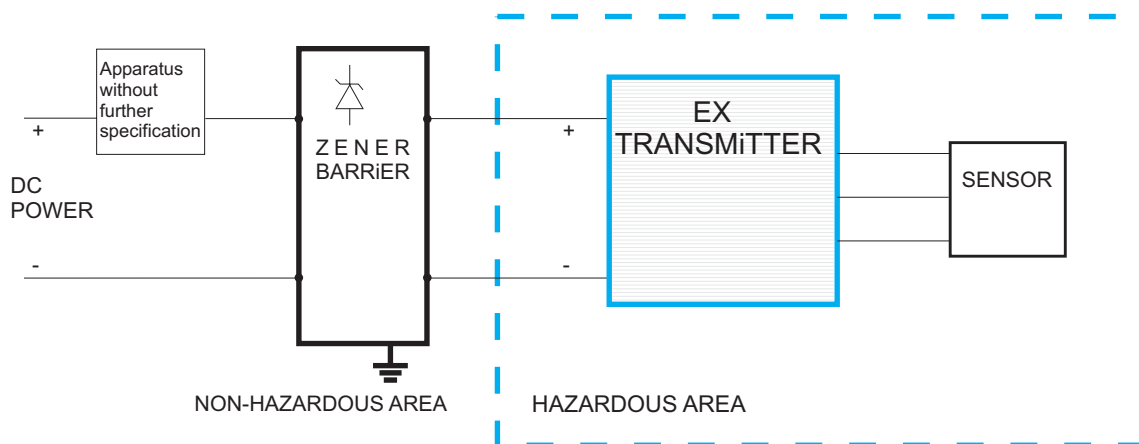 Apparatus
without
further
specification
+
-
DC
POWER
Z E N E R
BARRiER
+
-
EX
TRANSMiTTER
SENSOR
NON-HAZARDOUS AREA
HAZARDOUS AREA